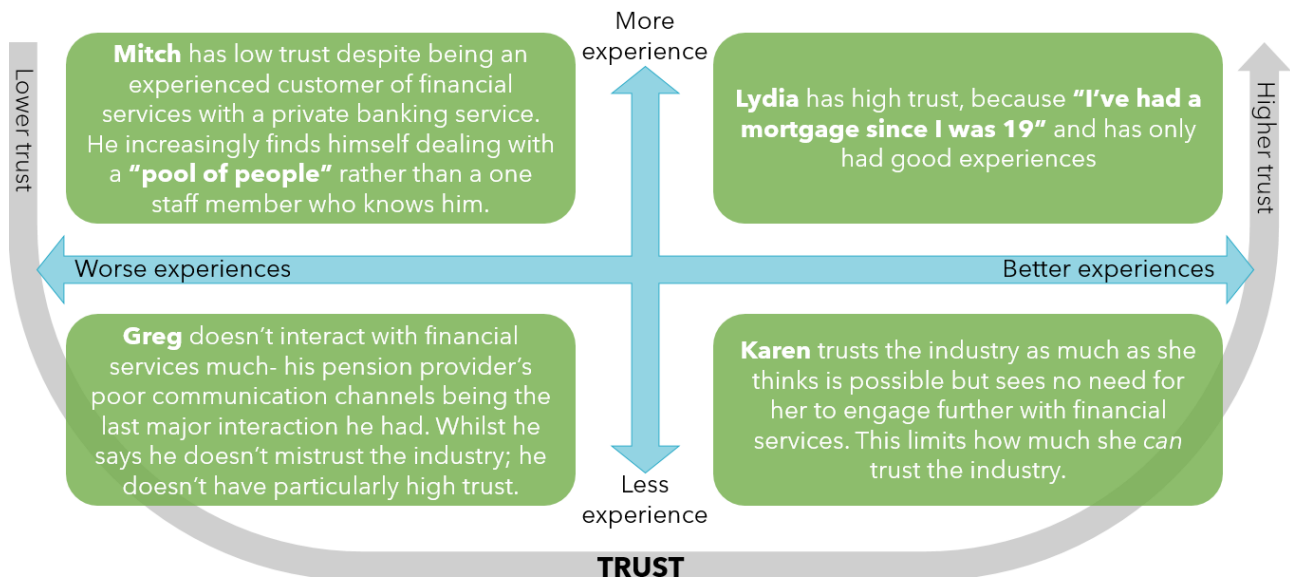 More
experience
Lower trust
Mitch has low trust despite being an
experienced customer of financial
services with a private banking service.
He increasingly finds himself dealing with
a “pool of people” rather than a one
staff member who knows him.
Lydia has high trust, because “I’ve had a
mortgage since I was 19” and has only
had good experiences
Higher trust
Worse experiences
Better experiences
Greg doesn’t interact with financial
services much- his pension provider’s
poor communication channels being the
last major interaction he had. Whilst he
says he doesn’t mistrust the industry; he
doesn’t have particularly high trust.
Karen trusts the industry as much as she
thinks is possible but sees no need for
her to engage further with financial
services. This limits how much she can
trust the industry.
Less
experience
TRUST